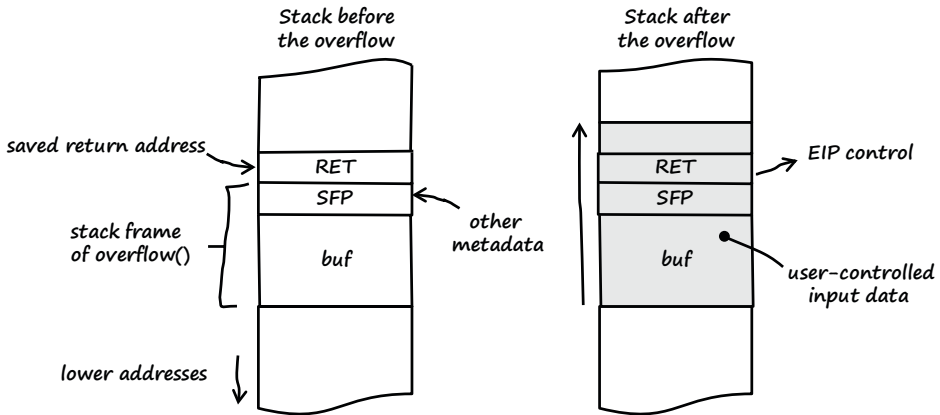 Stack before
the overflow
saved return address
RET
SFP
other
metadata
stack frame
of overflow()
buf
lower addresses
Stack after
the overflow
RET
EIP control
SFP
buf
user-controlled
input data